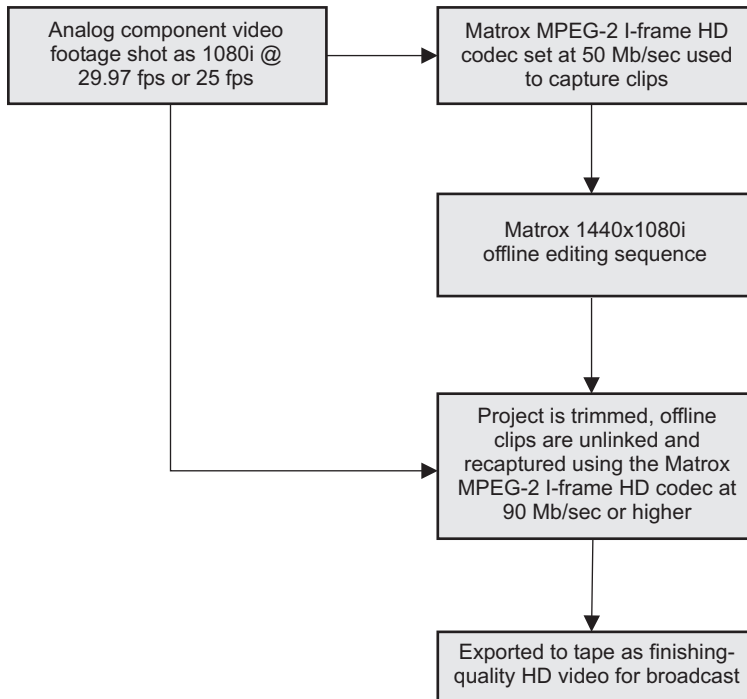 Analog component video
footage shot as 1080i @
29.97 fps or 25 fps
Matrox MPEG-2 I-frame HD
codec set at 50 Mb/sec used
to capture clips
Matrox 1440x1080i
offline editing sequence
Project is trimmed, offline
clips are unlinked and
recaptured using the Matrox
MPEG-2 I-frame HD codec at
90 Mb/sec or higher
Exported to tape as finishing-
quality HD video for broadcast